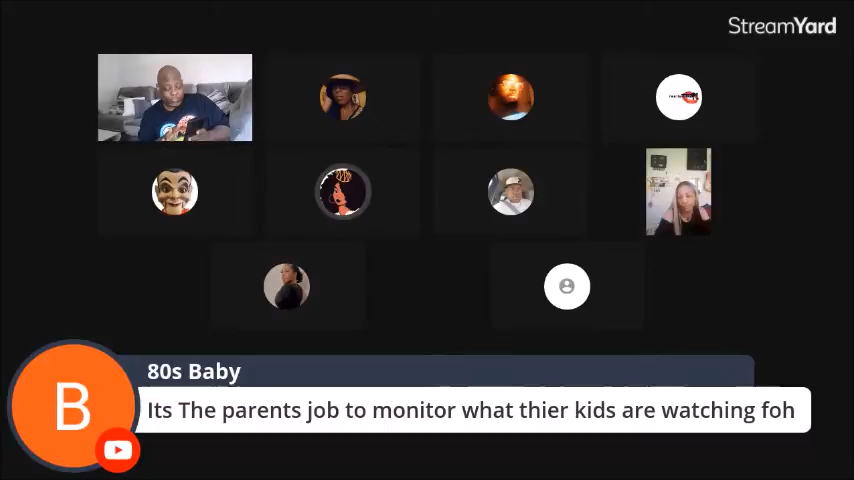 StreamYard
80s Baby
B
Its The parents job to monitor what thier kids are watching foh